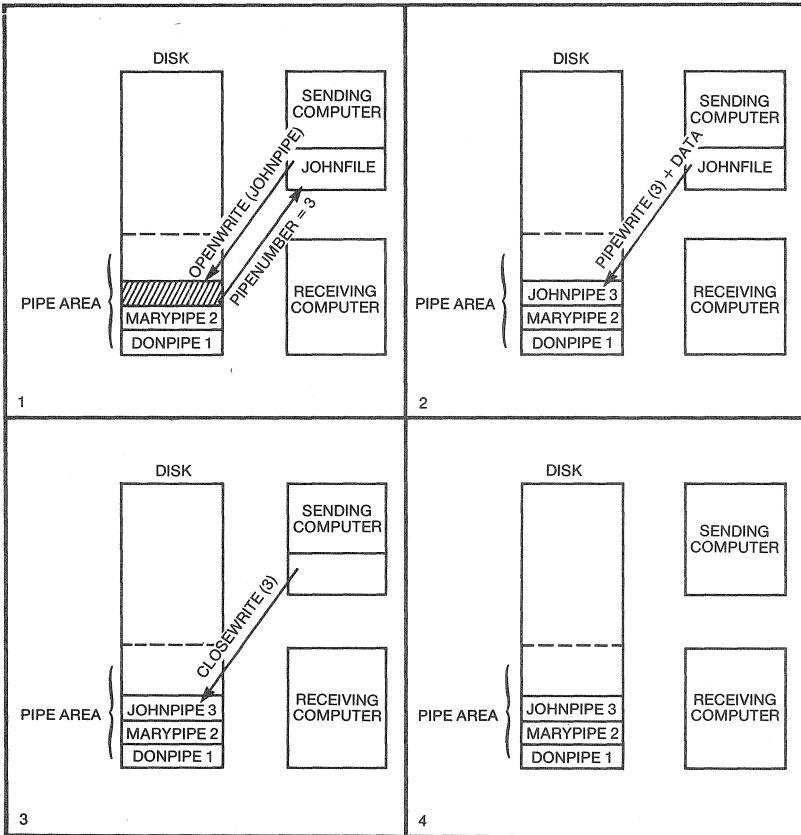 DISK
SENDING
COMPUTER
JOHNFILE
OPENWRITE (JOHNPIPE)
PIPENUMBER = 3
PIPE AREA
MARYPIPE 2
DONPIPE 1
RECEIVING
COMPUTER
1
DISK
SENDING
COMPUTER
JOHNFILE
PIPEWRITE (3) + DATA
PIPE AREA
JOHNPIPE 3
MARYPIPE 2
DONPIPE 1
RECEIVING
COMPUTER
2
DISK
SENDING
COMPUTER
CLOSEWRITE (3)
PIPE AREA
JOHNPIPE 3
MARYPIPE 2
DONPIPE 1
RECEIVING
COMPUTER
3
DISK
SENDING
COMPUTER
PIPE AREA
JOHNPIPE 3
MARYPIPE 2
DONPIPE 1
RECEIVING
COMPUTER
4